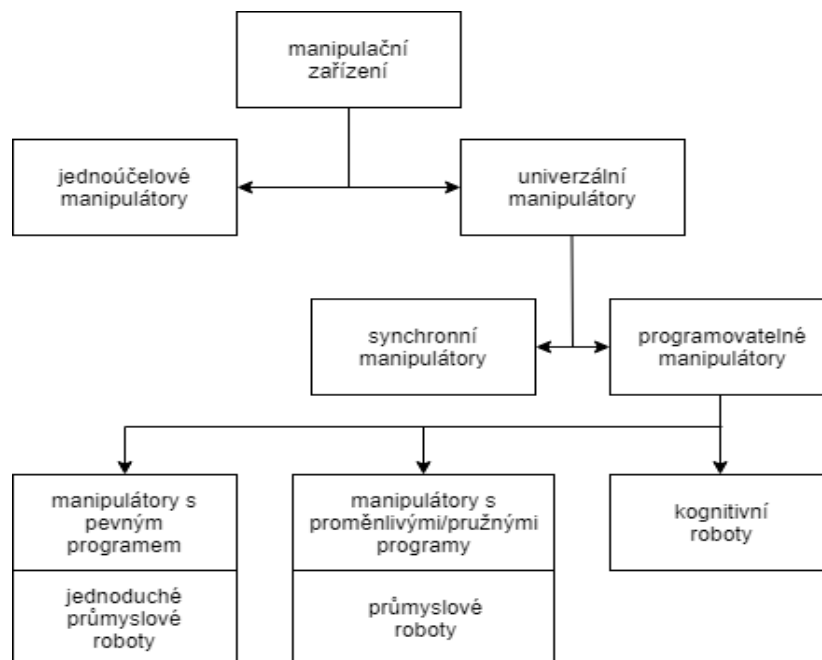 manipulační
zařízení
jednoúčelové
manipulátory
univerzální
manipulátory
synchronní
manipulátory
programovatelné
manipulátory
manipulátory s
pevným
programem
jednoduché
průmyslové
roboty
manipulátory s
proměnlivými/pružnými
programy
průmyslové
roboty
kognitivní
roboty